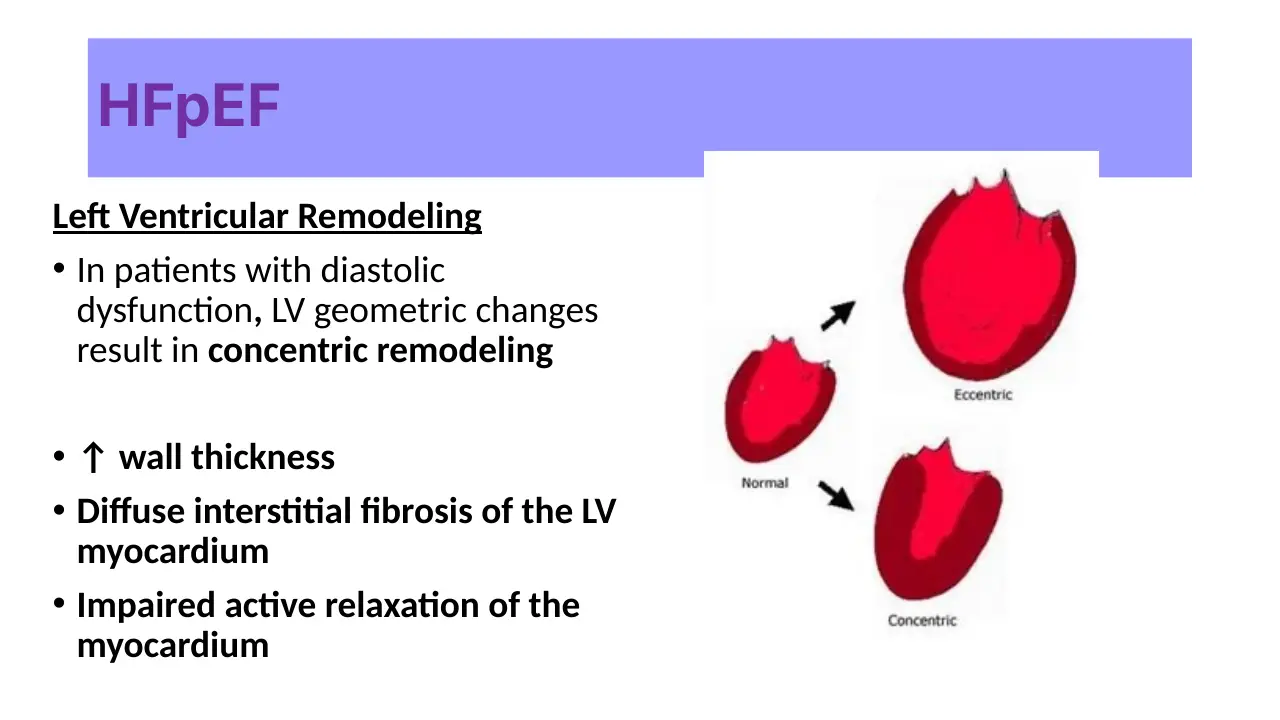 HFpEF
Left Ventricular Remodeling
• In patients with diastolic
dysfunction, LV geometric changes
result in concentric remodeling
• ↑ wall thickness
• Diffuse interstitial fibrosis of the LV
myocardium
• Impaired active relaxation of the
myocardium
Eccentric
Normal
Concentric